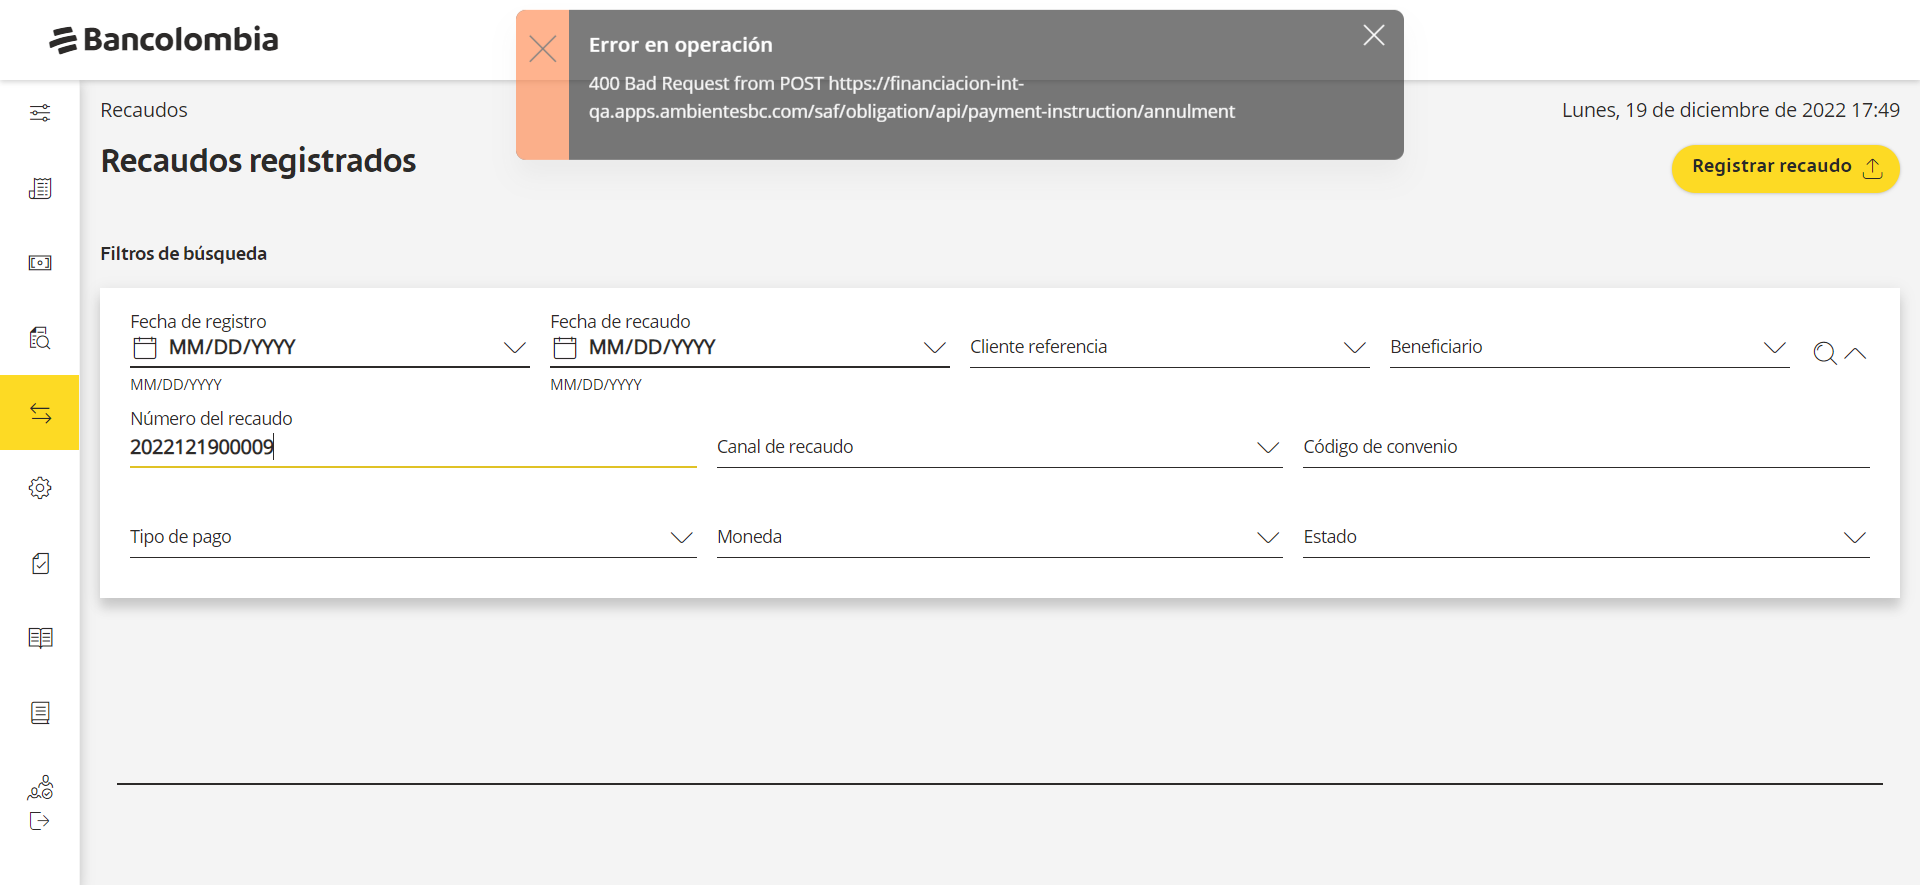 Bancolombia
Error en operación
400 Bad Request from POST https://financiacion-int-
qa.apps.ambientesbc.com/saf/obligation/api/payment-instruction/annulment
Recaudos
Lunes, 19 de diciembre de 2022 17:49
Recaudos registrados
Registrar recaudo
Filtros de búsqueda
Fecha de registro
MM/DD/YYYY
MM/DD/YYYY
Fecha de recaudo
MM/DD/YYYY
MM/DD/YYYY
Cliente referencia
Beneficiario
Número del recaudo
2022121900009
Canal de recaudo
Código de convenio
Tipo de pago
Moneda
Estado